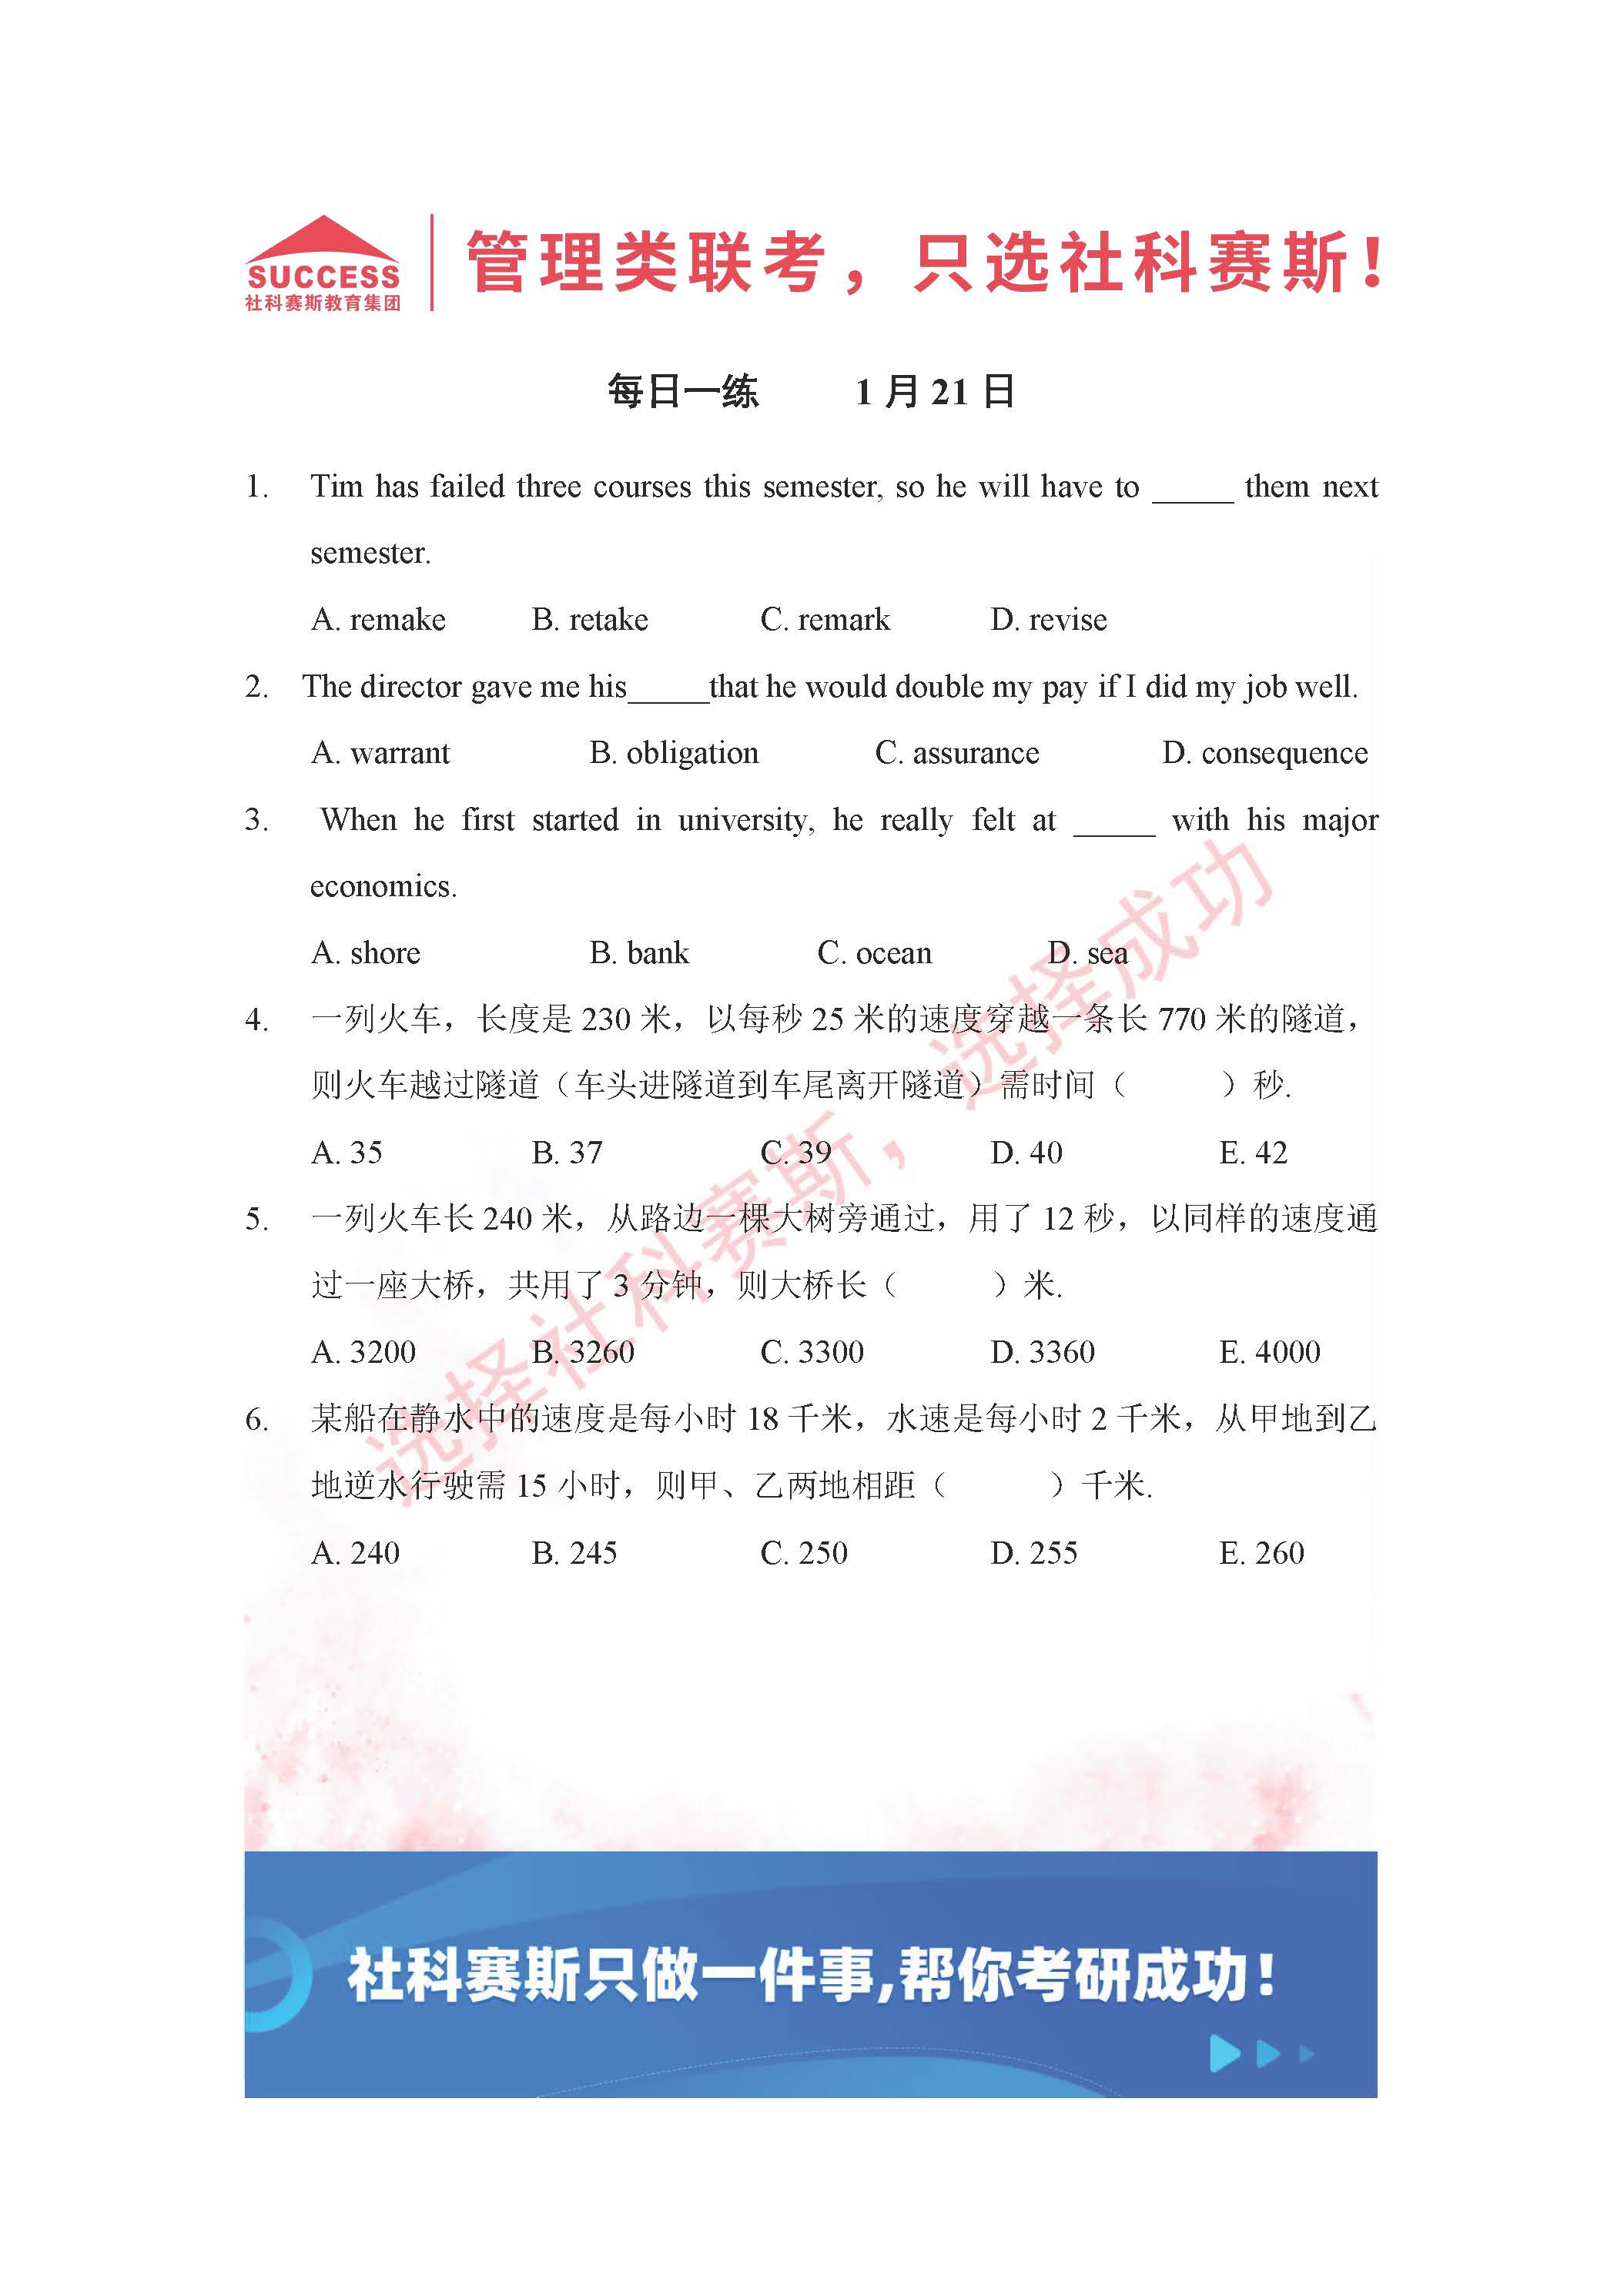 SUCCESS
社科赛斯教育集团
管理类联考，只选社科赛斯！
每日一练 1月21日
1. Tim has failed three courses this semester, so he will have to _____ them next
semester.
A. remake B. retake C. remark D. revise
2. The director gave me his_____that he would double my pay if I did my job well.
A. warrant B. obligation C. assurance D. consequence
3. When he first started in university, he really felt at _____ with his major
economics.
A. shore B. bank C. ocean D. sea
4. 一列火车，长度是 230 米，以每秒 25 米的速度穿越一条长 770 米的隧道，
则火车越过隧道（车头进隧道到车尾离开隧道）需时间（ ）秒.
A. 35 B. 37 C. 39 D. 40 E. 42
5. 一列火车长 240 米，从路边一棵大树旁通过，用了 12 秒，以同样的速度通
过一座大桥，共用了 3 分钟，则大桥长（ ）米.
A. 3200 B. 3260 C. 3300 D. 3360 E. 4000
6. 某船在静水中的速度是每小时 18 千米，水速是每小时 2 千米，从甲地到乙
地逆水行驶需 15 小时，则甲、乙两地相距（ ）千米.
A. 240 B. 245 C. 250 D. 255 E. 260
选择社科赛斯，选择成功
社科赛斯只做一件事,帮你考研成功！